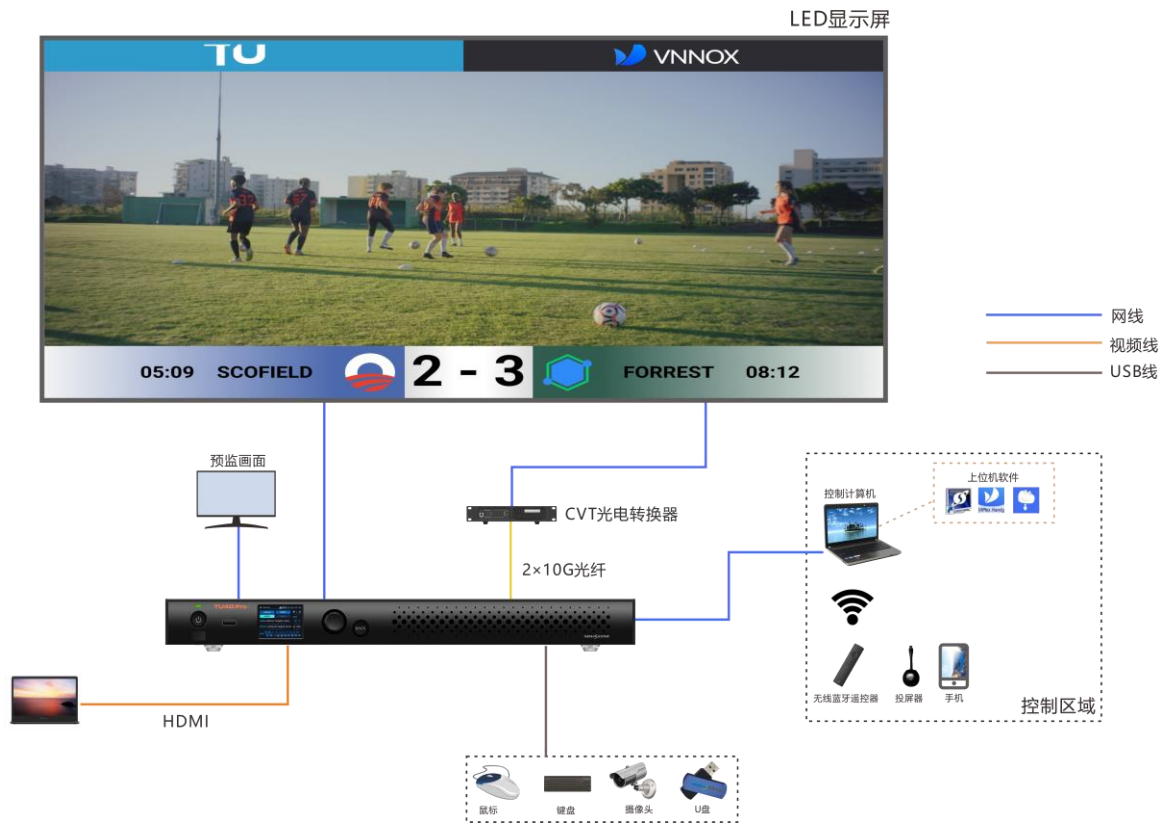 LED显示屏
TU
VNNOX
05:09 SCOFIELD 2 - 3 FORREST 08:12
网线
视频线
USB线
预监画面
CVT光电转换器
2×10G光纤
控制计算机
上位机软件
TU40 Pro
HDMI
无线蓝牙遥控器
投屏器
手机
控制区域
鼠标
键盘
摄像头
U盘